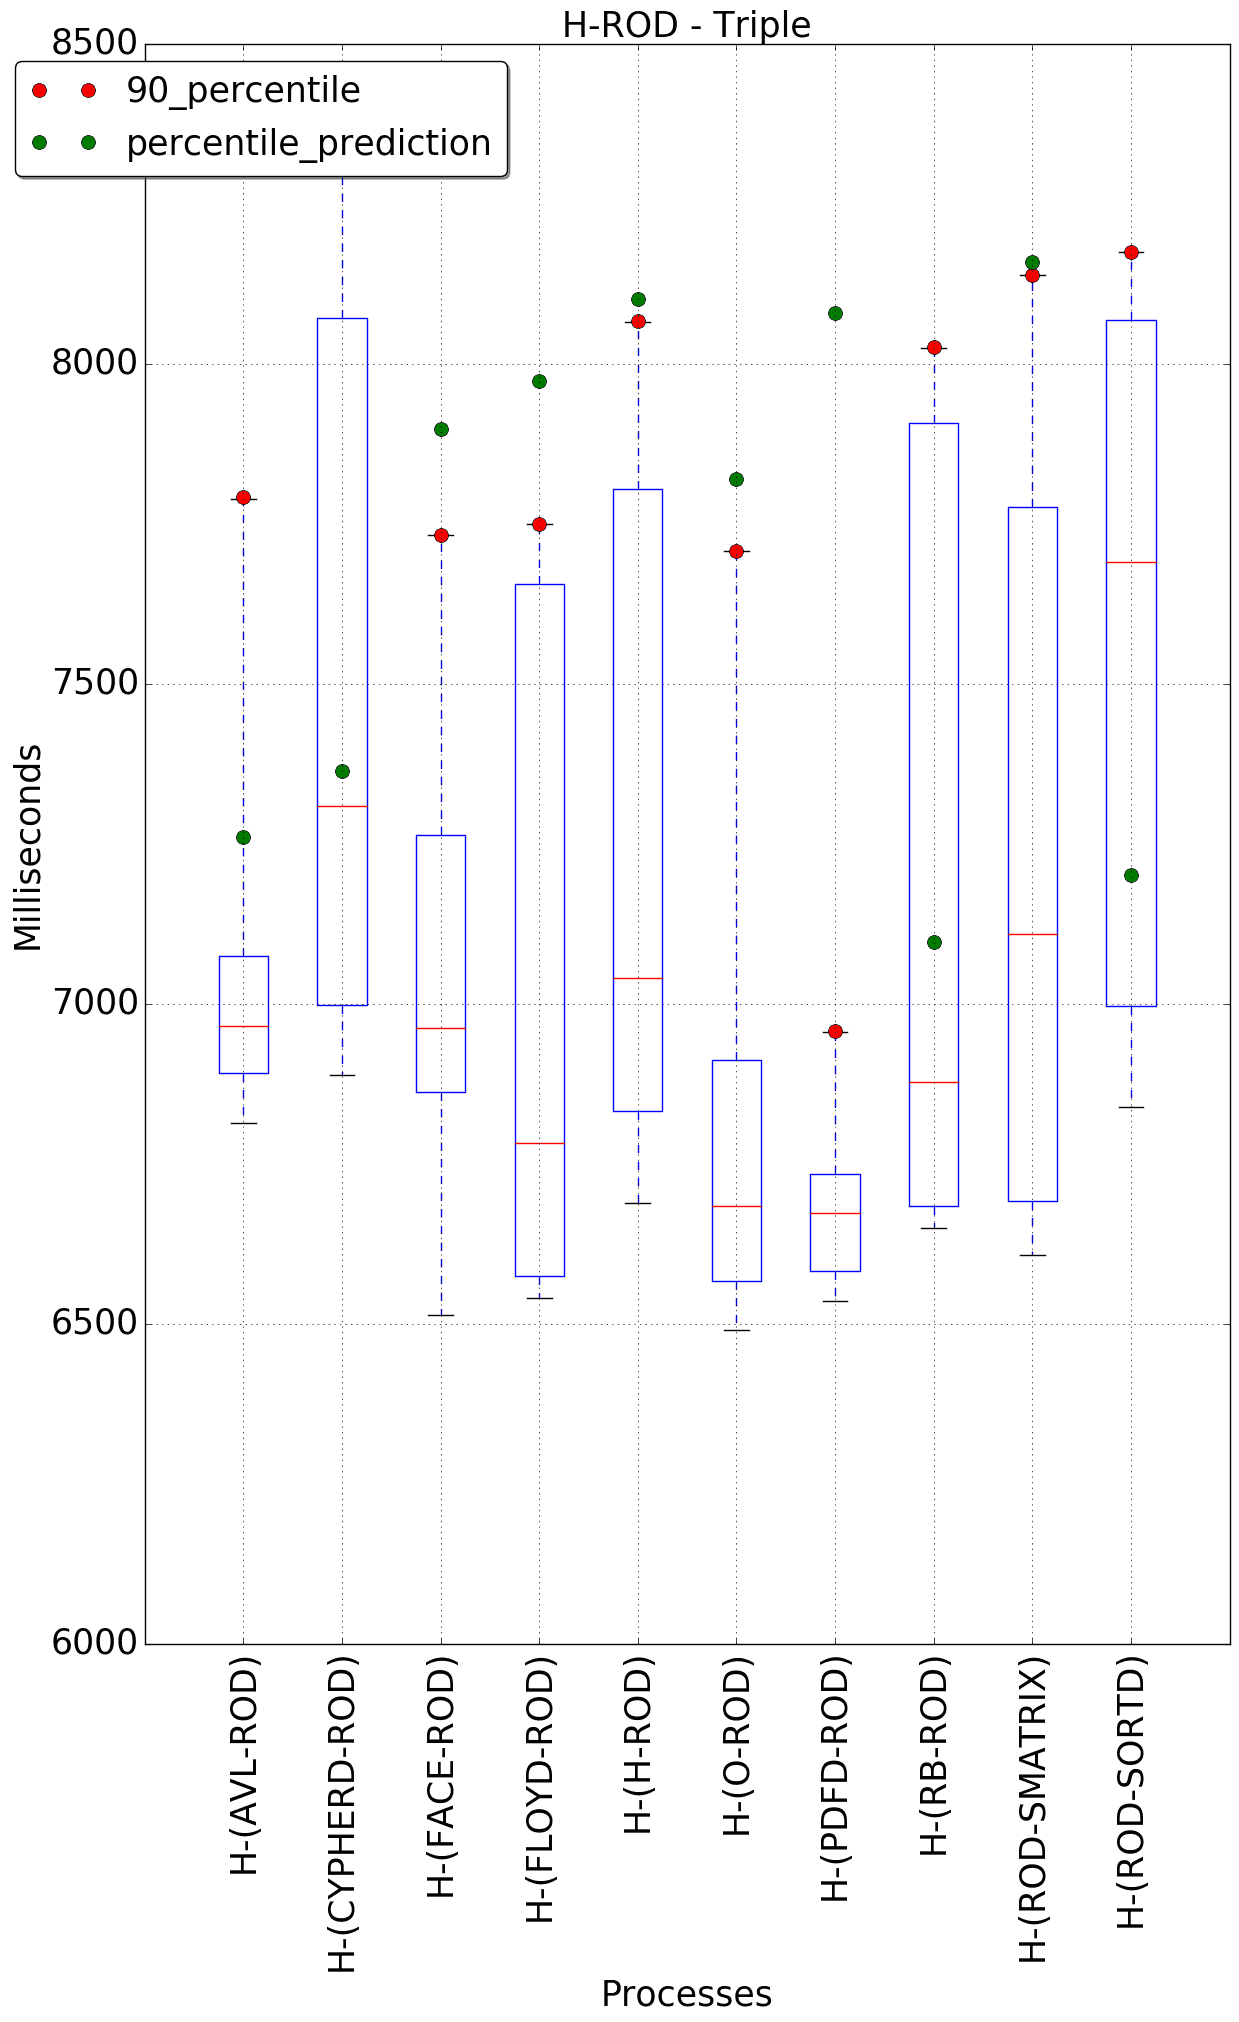 H-ROD - Triple
8500
90_percentile
percentile_prediction
8000
7500
7000
6500
6000
Milliseconds
H-(AVL-ROD)
H-(CYPHERD-ROD)
H-(FACE-ROD)
H-(FLOYD-ROD)
H-(H-ROD)
H-(O-ROD)
H-(PDFD-ROD)
H-(RB-ROD)
H-(ROD-SMATRIX)
H-(ROD-SORTD)
Processes